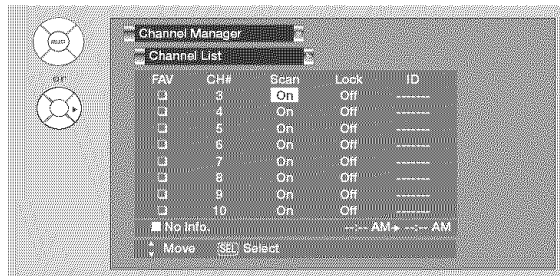 Channel Manager
Channel List
or
FAV CH# Scan Lock ID
3 On Off ------
4 On Off ------
5 On Off ------
6 On Off ------
7 On Off ------
8 On Off ------
9 On Off ------
10 On Off ------
No Info. --:-- AM --:-- AM
Move SEL Select